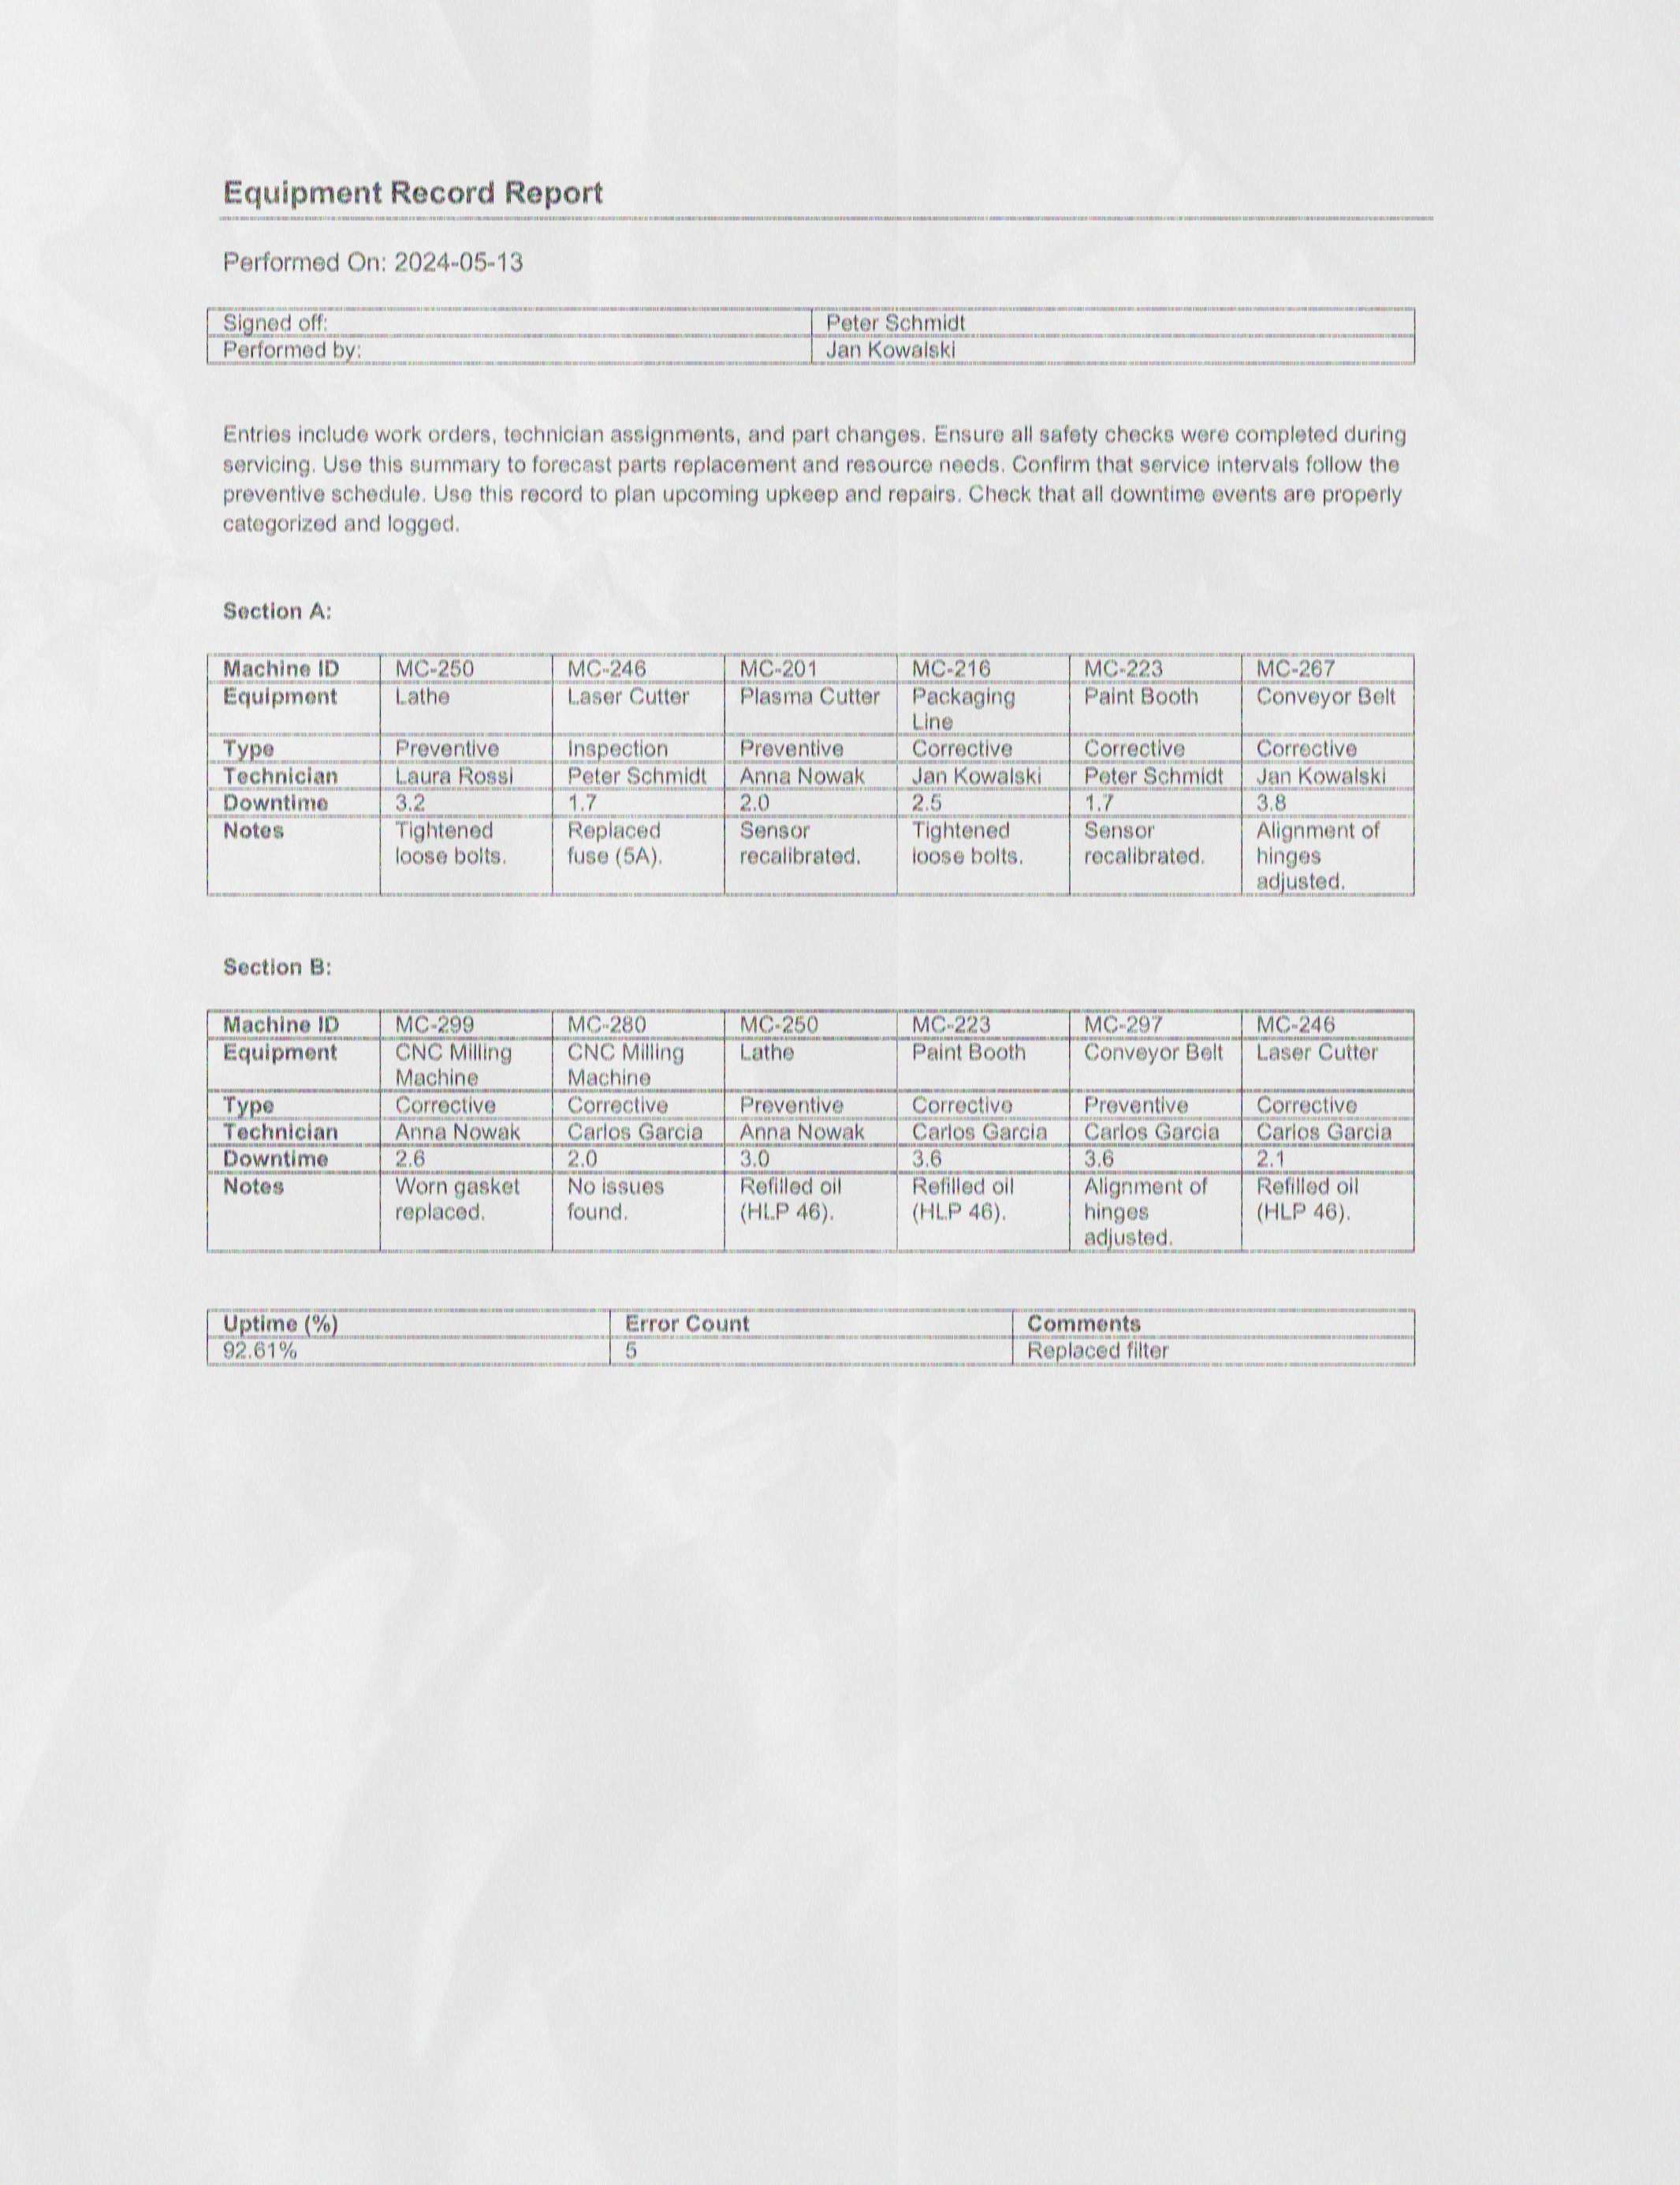 Equipment Record Report
Performed On: 2024-05-13
Signed off: Peter Schmidt
Performed by: Jan Kowalski
Entries include work orders, technician assignments, and part changes. Ensure all safety checks were completed during
servicing. Use this summary to forecast parts replacement and resource needs. Confirm that service intervals follow the
preventive schedule. Use this record to plan upcoming upkeep and repairs. Check that all downtime events are properly
categorized and logged.
Section A:
Machine ID MC-250 MC-246 MC-201 MC-216 MC-223 MC-267
Equipment Lathe Laser Cutter Plasma Cutter Packaging Paint Booth Conveyor Belt
Line
Type Preventive Inspection Preventive Corrective Corrective Corrective
Technician Laura Rossi Peter Schmidt Anna Nowak Jan Kowalski Peter Schmidt Jan Kowalski
Downtime 3.2 1.7 2.0 2.5 1.7 3.8
Notes Tightened Replaced Sensor Tightened Sensor Alignment of
loose bolts. fuse (5A). recalibrated. loose bolts. recalibrated. hinges
adjusted.
Section B:
Machine ID MC-299 MC-280 MC-250 MC-223 MC-297 MC-246
Equipment CNC Milling CNC Milling Lathe Paint Booth Conveyor Belt Laser Cutter
Machine Machine
Type Corrective Corrective Preventive Corrective Preventive Corrective
Technician Anna Nowak Carlos Garcia Anna Nowak Carlos Garcia Carlos Garcia Carlos Garcia
Downtime 2.6 2.0 3.0 3.6 3.6 2.1
Notes Worn gasket No issues Refilled oil Refilled oil Alignment of Refilled oil
replaced. found. (HLP 46). (HLP 46). hinges (HLP 46).
adjusted.
Uptime (%) Error Count Comments
92.61% 5 Replaced filter